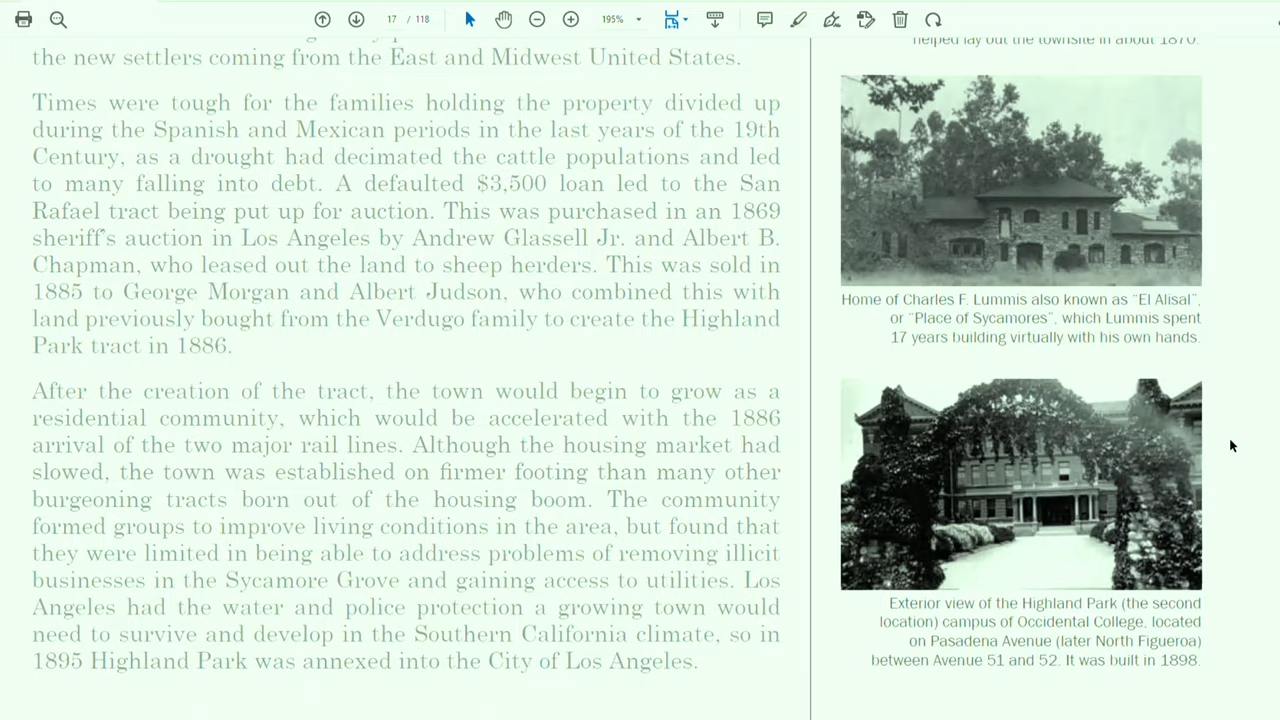 17 / 118
195%
the new settlers coming from the East and Midwest United States.
Times were tough for the families holding the property divided up
during the Spanish and Mexican periods in the last years of the 19th
Century, as a drought had decimated the cattle populations and led
to many falling into debt. A defaulted $3,500 loan led to the San
Rafael tract being put up for auction. This was purchased in an 1869
sheriff's auction in Los Angeles by Andrew Glassell Jr. and Albert B.
Chapman, who leased out the land to sheep herders. This was sold in
1885 to George Morgan and Albert Judson, who combined this with
land previously bought from the Verdugo family to create the Highland
Park tract in 1886.
After the creation of the tract, the town would begin to grow as a
residential community, which would be accelerated with the 1886
arrival of the two major rail lines. Although the housing market had
slowed, the town was established on firmer footing than many other
burgeoning tracts born out of the housing boom. The community
formed groups to improve living conditions in the area, but found that
they were limited in being able to address problems of removing illicit
businesses in the Sycamore Grove and gaining access to utilities. Los
Angeles had the water and police protection a growing town would
need to survive and develop in the Southern California climate, so in
1895 Highland Park was annexed into the City of Los Angeles.
helped lay out the townsite in about 1870.
Home of Charles F. Lummis also known as "El Alisal",
or "Place of Sycamores", which Lummis spent
17 years building virtually with his own hands.
Exterior view of the Highland Park (the second
location) campus of Occidental College, located
on Pasadena Avenue (later North Figueroa)
between Avenue 51 and 52. It was built in 1898.